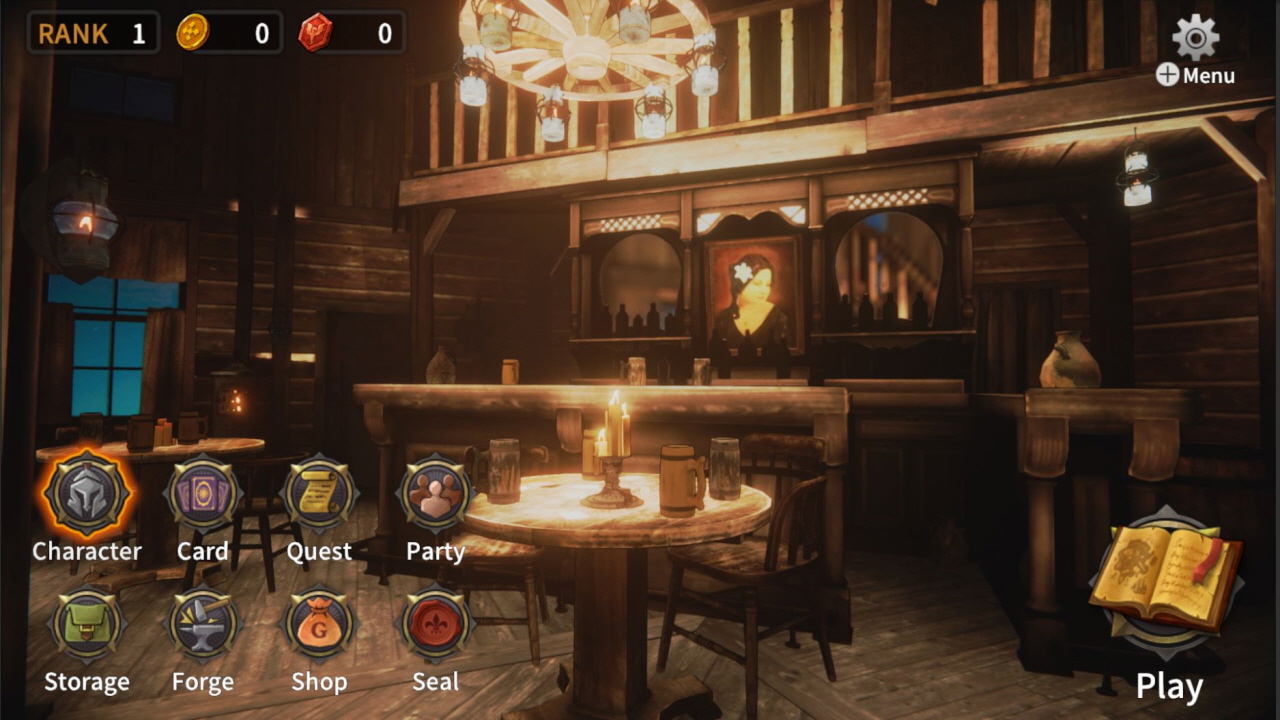 RANK 1 0 0
Menu
Character Card Quest Party
G
Storage Forge Shop Seal
Play